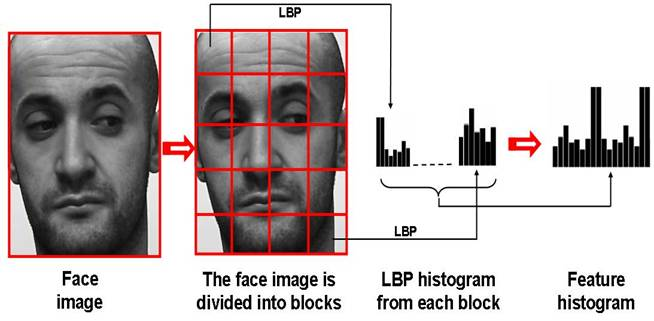 LBP
LBP
Face
image
The face image is
divided into blocks
LBP histogram
from each block
Feature
histogram